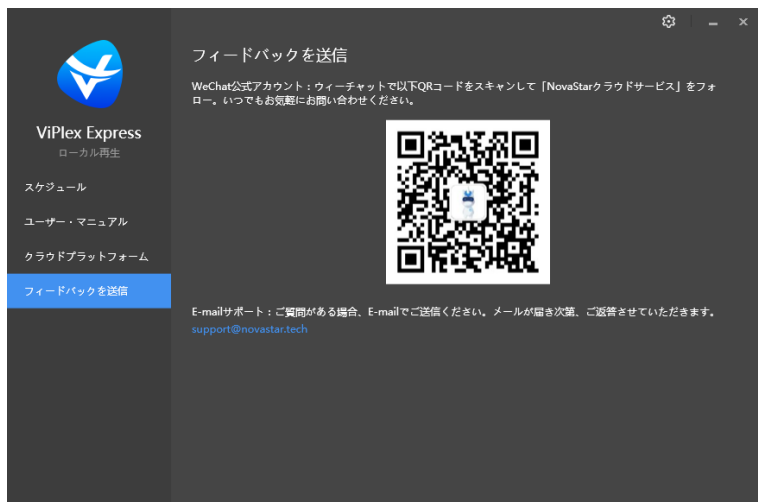 フィードバックを送信
WeChat公式アカウント：ウィーチャットで以下QRコードをスキャンして「NovaStarクラウドサービス」をフォ
ロー。いつでもお気軽にお問い合わせください。
ViPlex Express
ローカル再生
スケジュール
ユーザー・マニュアル
クラウドプラットフォーム
フィードバックを送信
E-mailサポート：ご質問がある場合、E-mailでご送信ください。メールが届き次第、ご返答させていただきます。
support@novastar.tech